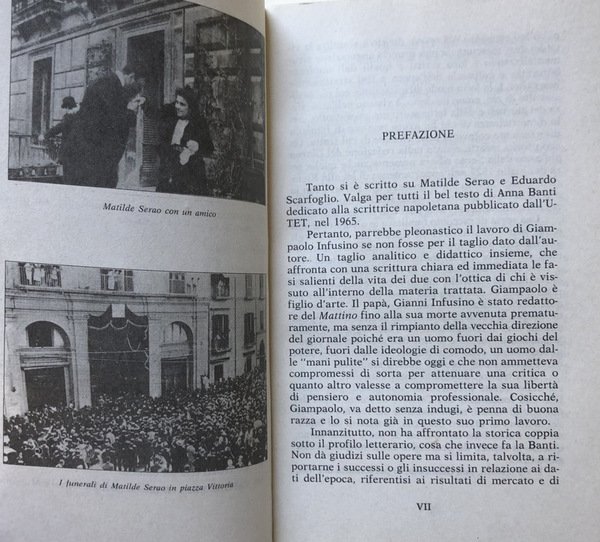 Matilde Serao con un amico
I funerali di Matilde Serao in piazza Vittoria
PREFAZIONE
Tanto si è scritto su Matilde Serao e Eduardo
Scarfoglio. Valga per tutti il bel testo di Anna Banti
dedicato alla scrittrice napoletana pubblicato dall'U-
TET, nel 1965.
Pertanto, parrebbe pleonastico il lavoro di Giam-
paolo Infusino se non fosse per il taglio dato dall'au-
tore. Un taglio analitico e didattico insieme, che
affronta con una scrittura chiara ed immediata le fa-
si salienti della vita dei due con l'ottica di chi è vis-
suto all'interno della materia trattata. Giampaolo è
figlio d'arte. Il papà, Gianni Infusino è stato redatto-
re del Mattino fino alla sua morte avvenuta prematu-
ramente, ma senza il rimpianto della vecchia direzione
del giornale poiché era un uomo fuori dai giochi del
potere, fuori dalle ideologie di comodo, un uomo dal-
le "mani pulite" si direbbe oggi e che non ammetteva
compromessi di sorta per attenuare una critica o
quanto altro valesse a compromettere la sua libertà
di pensiero e autonomia professionale. Cosicché,
Giampaolo, va detto senza indugi, è penna di buona
razza e lo si nota già in questo suo primo lavoro.
Innanzitutto, non ha affrontato la storica coppia
sotto il profilo letterario, cosa che invece fa la Banti.
Non dà giudizi sulle opere ma si limita, talvolta, a ri-
portarne i successi o gli insuccessi in relazione ai da-
ti dell'epoca, riferentisi ai risultati di mercato e di
VII